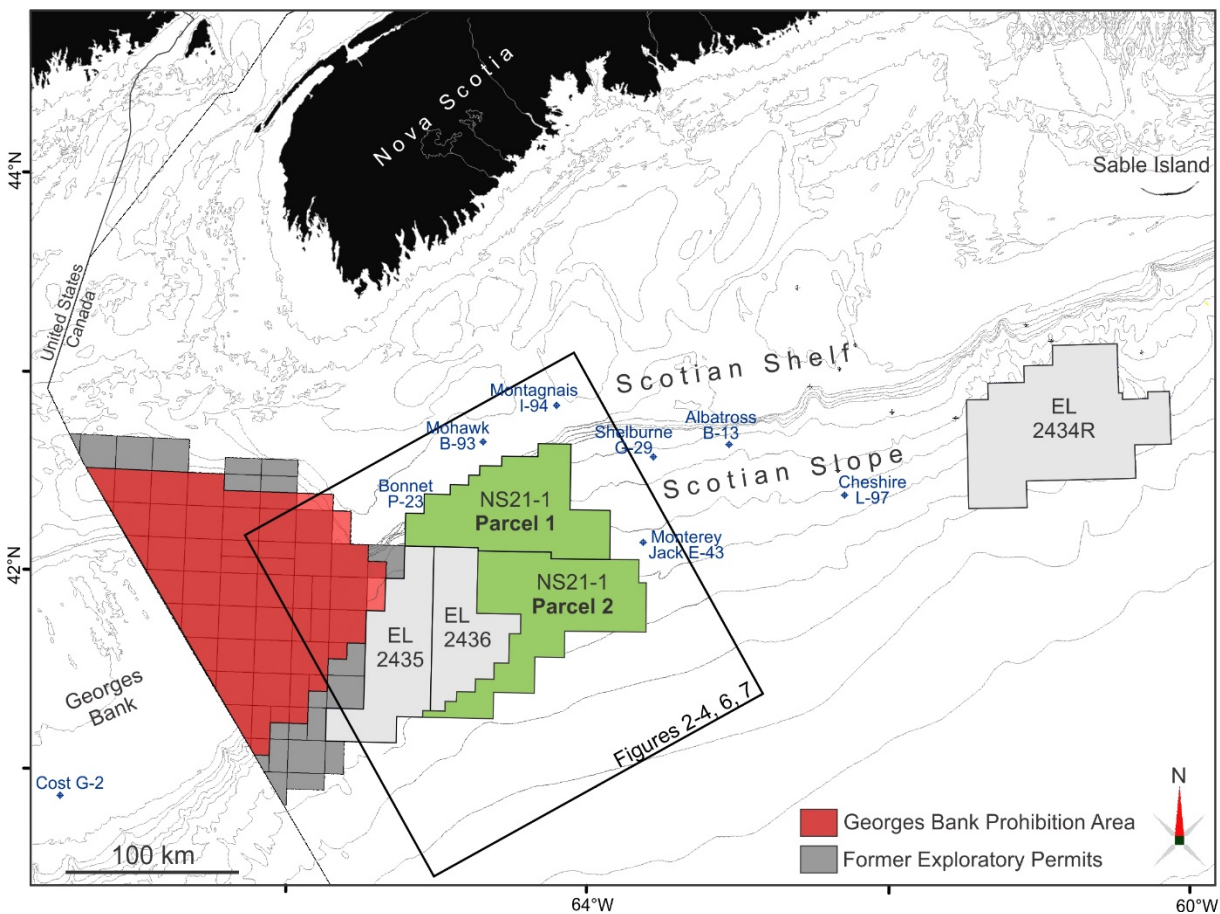 Nova Scotia
44°N
Sable Island
United States
Canada
Scotian Shelf
EL
2434R
Montagnais
I-94
Mohawk
B-93
Shelburne
G-29
Albatross
B-13
Scotian Slope
Cheshire
L-97
Bonnet
P-23
NS21-1
Parcel 1
Monterey
Jack E-43
42°N
NS21-1
Parcel 2
EL
2435
EL
2436
Georges
Bank
Figures 2-4, 6, 7
Cost G-2
N
Georges Bank Prohibition Area
Former Exploratory Permits
100 km
64°W
60°W